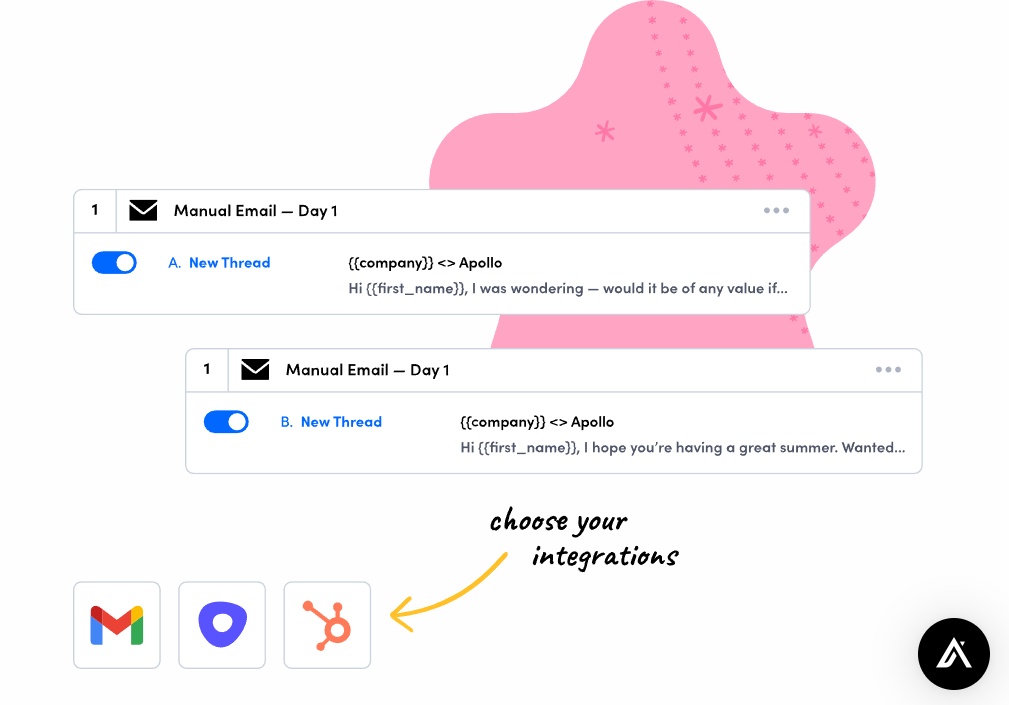 1 Manual Email — Day 1
A. New Thread {{company}} <> Apollo
Hi {{first_name}}, I was wondering — would it be of any value if...
1 Manual Email — Day 1
B. New Thread {{company}} <> Apollo
Hi {{first_name}}, I hope you’re having a great summer. Wanted...
choose your
integrations